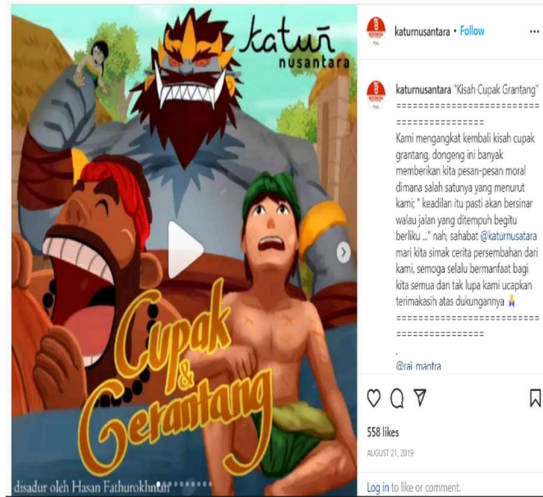 katuñ
nusantara
Cupak
&
Gerantang
disadur oleh Hasan Fathurokhman
katurnusantara • Follow
katurnusantara "Kisah Cupak Grantang"
===========================
================
Kami mengangkat kembali kisah cupak
grantang, dongeng ini banyak
memberikan kita pesan-pesan moral
dimana salah satunya yang menurut
kami; " keadilan itu pasti akan bersinar
walau jalan yang ditempuh begitu
berliku ..." nah, sahabat @katurnusatara
mari kita simak cerita persembahan dari
kami, semoga selalu bermanfaat bagi
kita semua dan tak lupa kami ucapkan
terimakasih atas dukungannya 🙏
===========================
================
.
@rai_mantra
558 likes
AUGUST 21, 2019
Log in to like or comment.